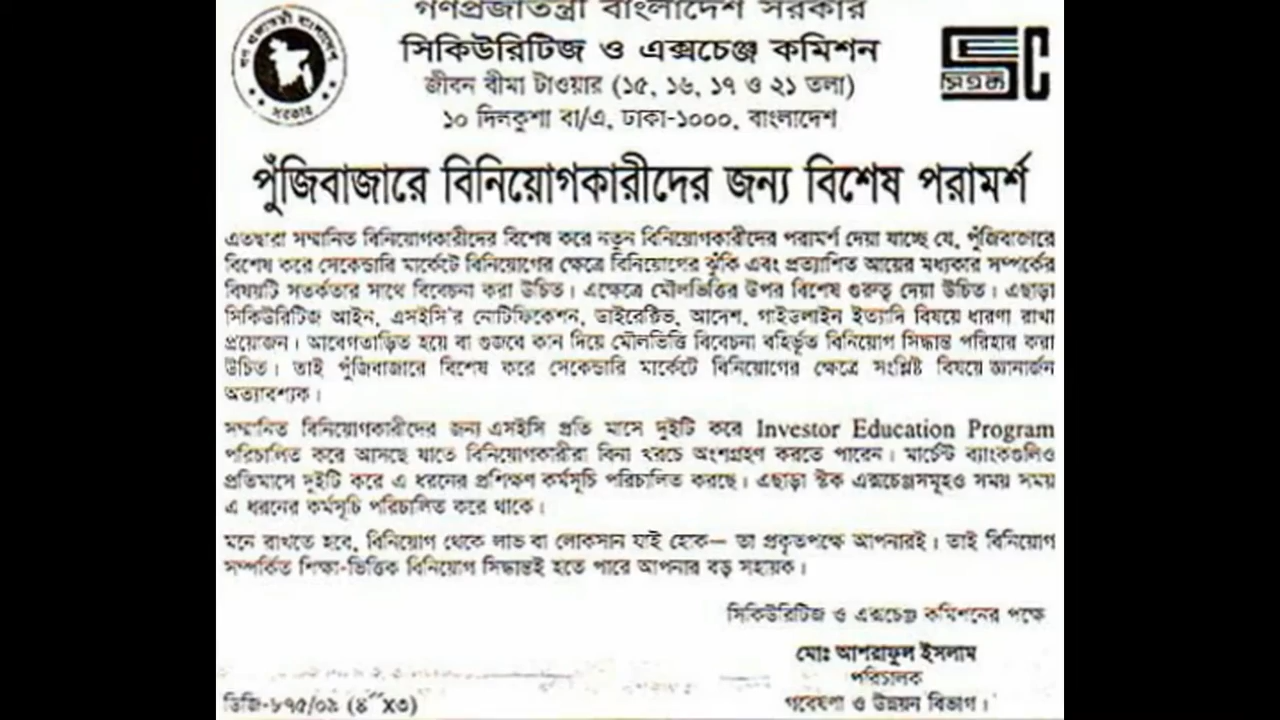 গণপ্রজাতন্ত্রী বাংলাদেশ সরকার
সিকিউরিটিজ ও এক্সচেঞ্জ কমিশন
জীবন বীমা টাওয়ার (১৫, ১৬, ১৭ ও ২১ তলা)
১০ দিলকুশা বা/এ, ঢাকা-১০০০, বাংলাদেশ
সরকার
SEC
সিএক
পুঁজিবাজারে বিনিয়োগকারীদের জন্য বিশেষ পরামর্শ
এতদ্বারা সম্মানিত বিনিয়োগকারীদের বিশেষ করে নতুন বিনিয়োগকারীদের পরামর্শ দেয়া যাচ্ছে যে, পুঁজিবাজারে
বিশেষ করে সেকেন্ডারি মার্কেটে বিনিয়োগের ক্ষেত্রে বিনিয়োগের ঝুঁকি এবং প্রত্যাশিত আয়ের মধ্যকার সম্পর্কের
বিষয়টি সতর্কতার সাথে বিবেচনা করা উচিত। এক্ষেত্রে মৌলভিত্তির উপর বিশেষ গুরুত্ব দেয়া উচিত। এছাড়া
সিকিউরিটিজ আইন, এসইসি'র নোটিফিকেশন, ডাইরেক্টিভ, আদেশ, গাইডলাইন ইত্যাদি বিষয়ে ধারণা রাখা
প্রয়োজন। আবেগতাড়িত হয়ে বা গুজবে কান দিয়ে মৌলভিত্তি বিবেচনা বহির্ভূত বিনিয়োগ সিদ্ধান্ত পরিহার করা
উচিত। তাই পুঁজিবাজারে বিশেষ করে সেকেন্ডারি মার্কেটে বিনিয়োগের ক্ষেত্রে সংশ্লিষ্ট বিষয়ে জ্ঞানার্জন
অত্যাবশ্যক।
সম্মানিত বিনিয়োগকারীদের জন্য এসইসি প্রতি মাসে দুইটি করে Investor Education Program
পরিচালিত করে আসছে যাতে বিনিয়োগকারীরা বিনা খরচে অংশগ্রহণ করতে পারেন। মার্চেন্ট ব্যাংকগুলিও
প্রতিমাসে দুইটি করে এ ধরনের প্রশিক্ষণ কর্মসূচি পরিচালিত করছে। এছাড়া স্টক এক্সচেঞ্জসমূহও সময় সময়
এ ধরনের কর্মসূচি পরিচালিত করে থাকে।
মনে রাখতে হবে, বিনিয়োগ থেকে লাভ বা লোকসান যাই হোক— তা প্রকৃতপক্ষে আপনারই। তাই বিনিয়োগ
সম্পর্কিত শিক্ষা-ভিত্তিক বিনিয়োগ সিদ্ধান্তই হতে পারে আপনার বড় সহায়ক।
সিকিউরিটিজ ও এক্সচেঞ্জ কমিশনের পক্ষে
মোঃ আশরাফুল ইসলাম
পরিচালক
গবেষণা ও উন্নয়ন বিভাগ।
ডিজি-৮৭৫/০৯ (৪"x৩)